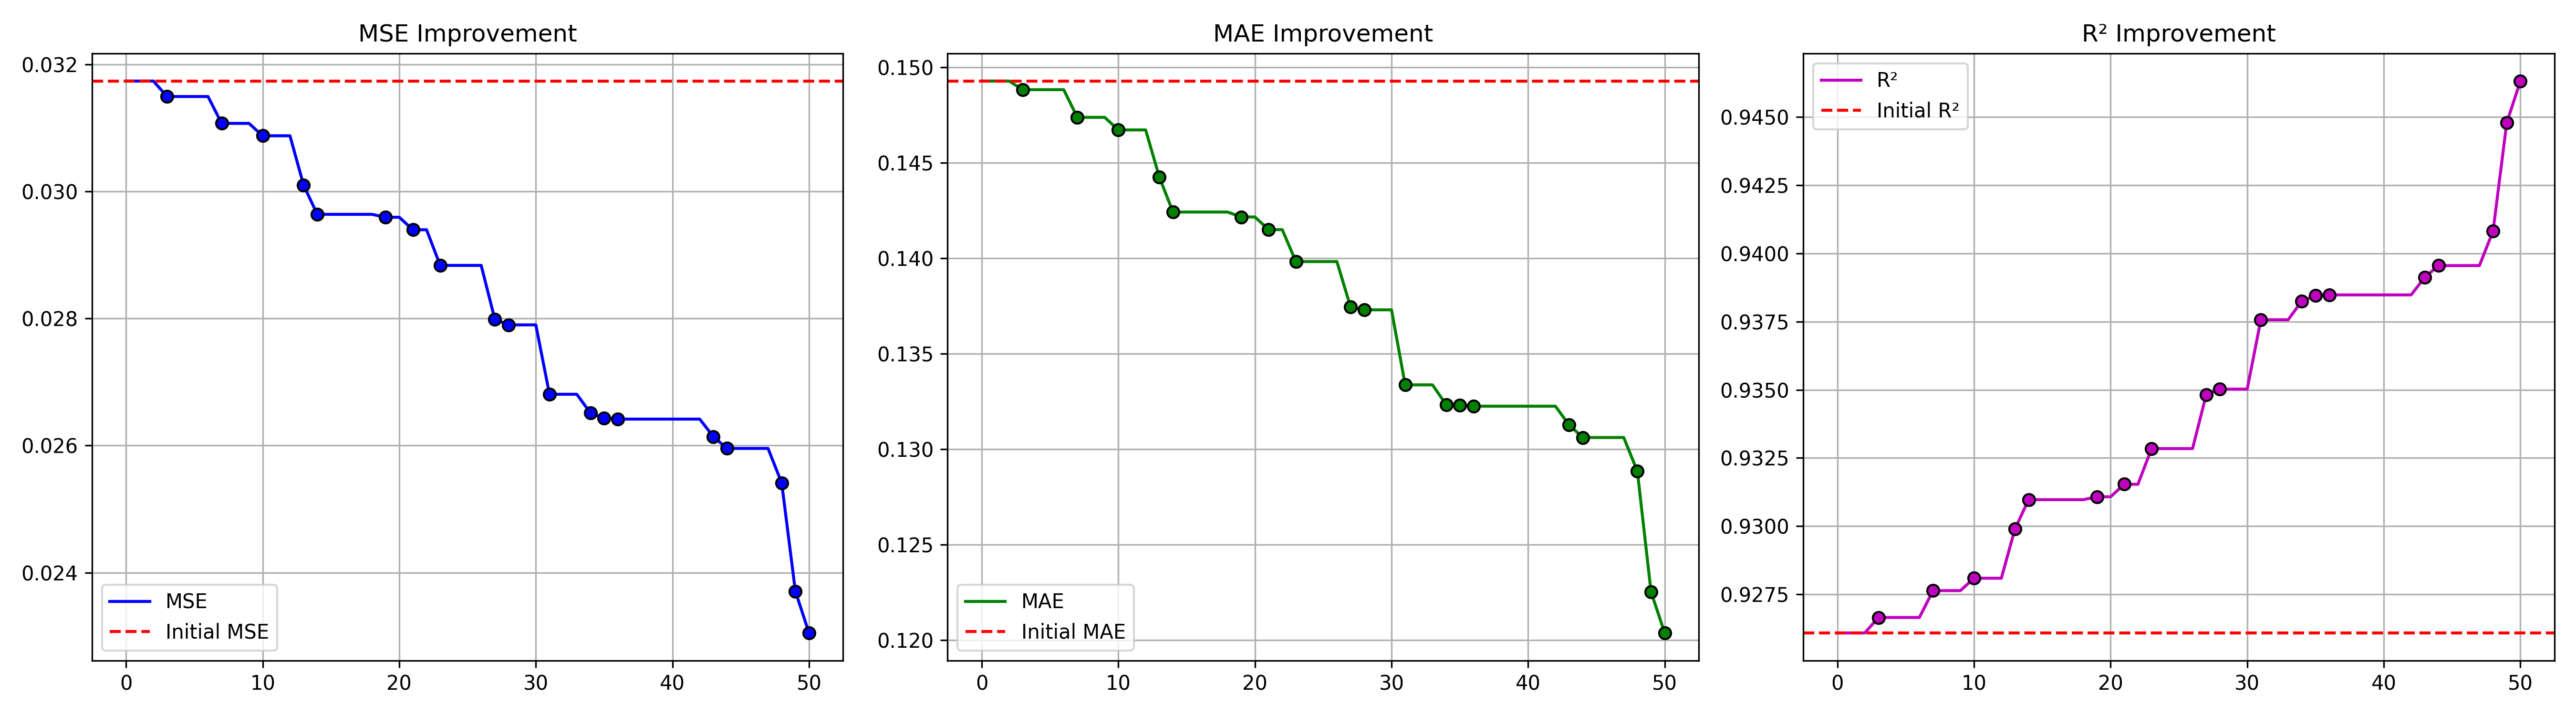 MSE Improvement
0.032
0.030
0.028
0.026
0.024
MSE
Initial MSE
0 10 20 30 40 50
MAE Improvement
0.150
0.145
0.140
0.135
0.130
0.125
0.120
MAE
Initial MAE
0 10 20 30 40 50
R² Improvement
R²
Initial R²
0.9450
0.9425
0.9400
0.9375
0.9350
0.9325
0.9300
0.9275
0 10 20 30 40 50